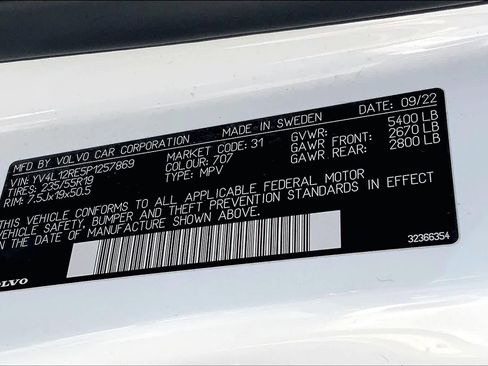 MFD BY VOLVO CAR CORPORATION MADE IN SWEDEN DATE: 09/22
VIN: YV4L12RE5P1257869 MARKET CODE: 31 GVWR: 5400 LB
TIRES: 235/55R19 COLOUR: 707 GAWR FRONT: 2670 LB
RIM: 7.5Jx19x50.5 TYPE: MPV GAWR REAR: 2800 LB
THIS VEHICLE CONFORMS TO ALL APPLICABLE FEDERAL MOTOR
VEHICLE SAFETY, BUMPER AND THEFT PREVENTION STANDARDS IN EFFECT
ON THE DATE OF MANUFACTURE SHOWN ABOVE.
32366354
VOLVO